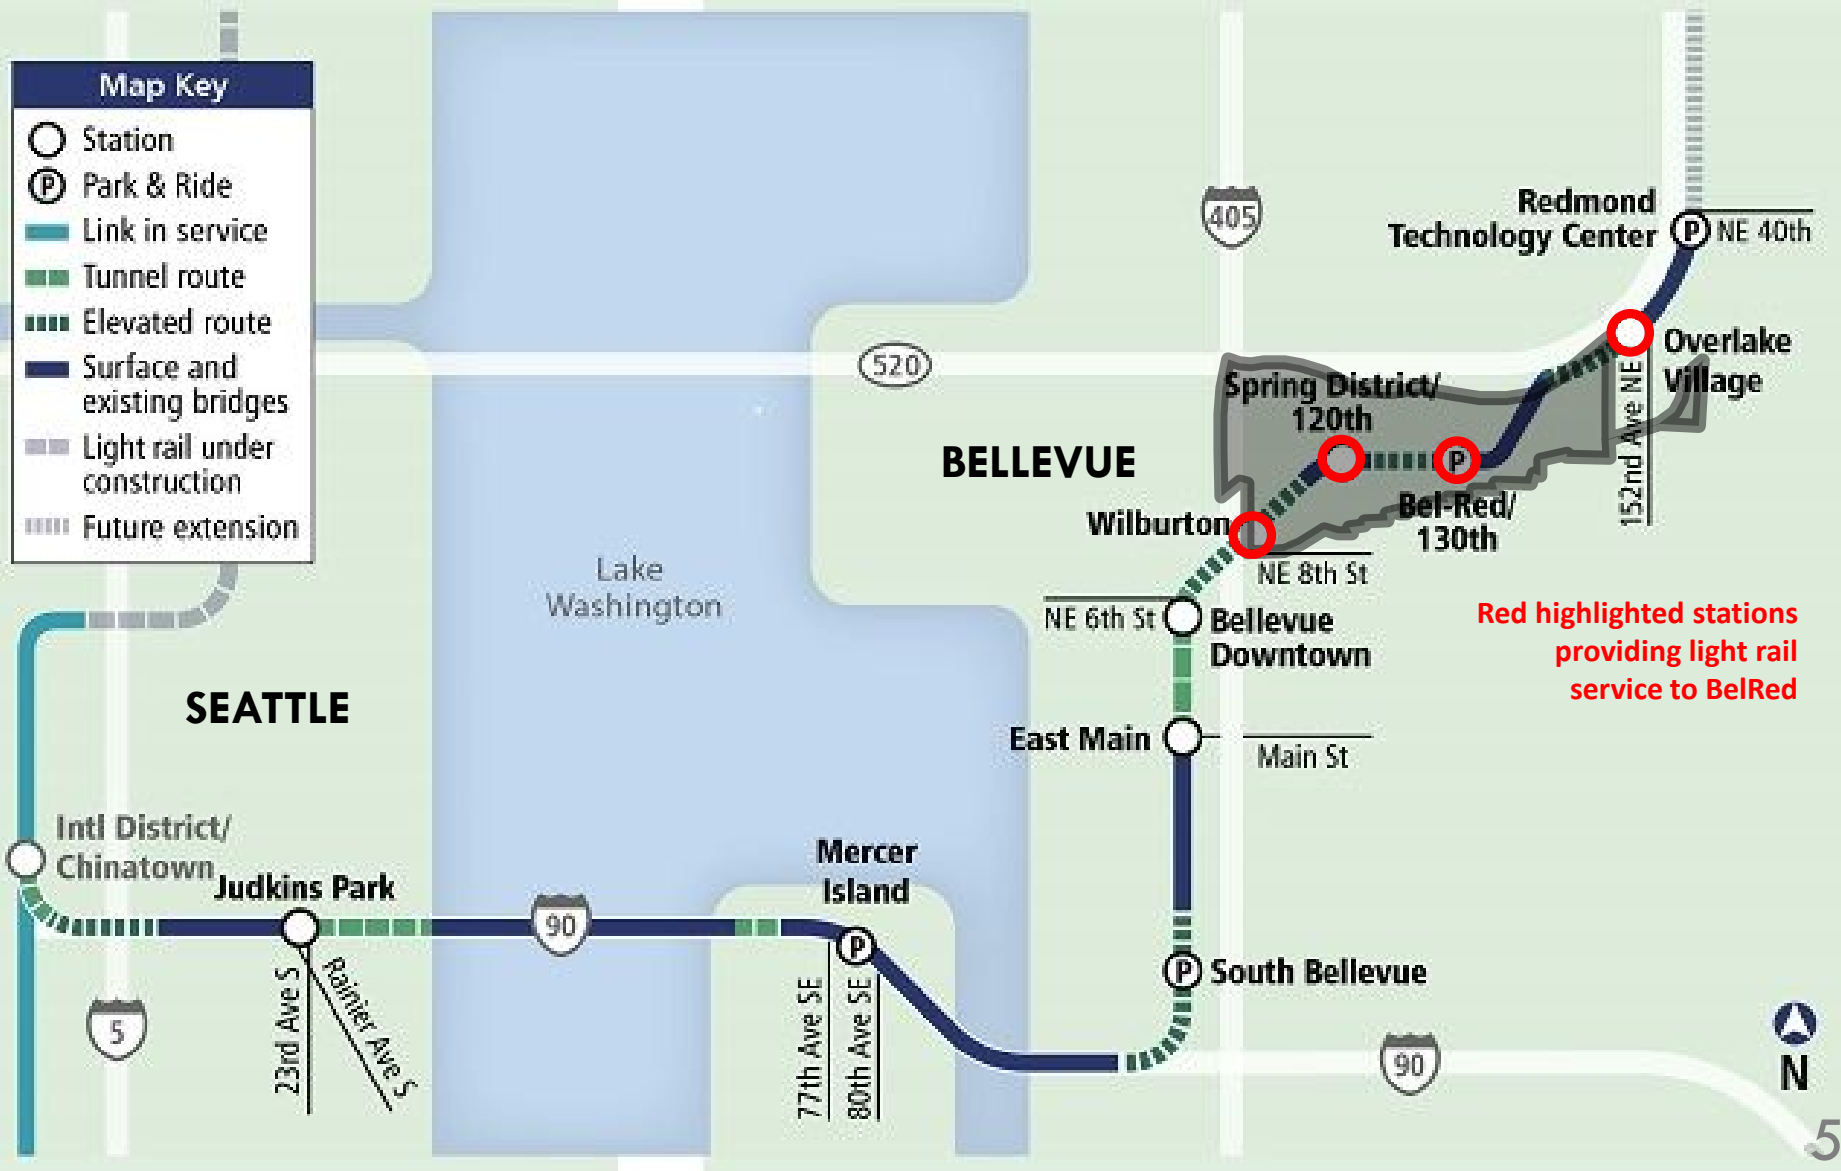 Map Key
Station
P
Park & Ride
Link in service
Tunnel route
Elevated route
Surface and
existing bridges
Light rail under
construction
Future extension
405
Redmond
Technology Center
P
NE 40th
520
Overlake
Village
Spring District/
120th
152nd Ave NE
BELLEVUE
P
Bel-Red/
130th
Wilburton
NE 8th St
Lake
Washington
NE 6th St
Bellevue
Downtown
Red highlighted stations
providing light rail
service to BelRed
SEATTLE
East Main
Main St
Intl District/
Chinatown
Judkins Park
Mercer
Island
90
P
P
South Bellevue
23rd Ave S
Rainier Ave S
77th Ave SE
80th Ave SE
5
90
N
5